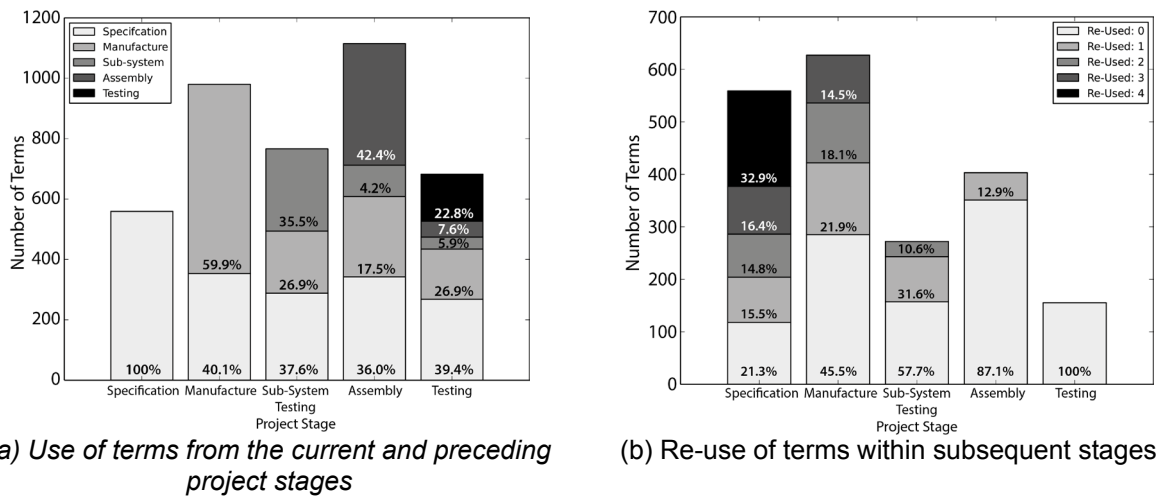 1200
1000
800
600
400
200
0
Number of Terms
Specifcation
Manufacture
Sub-system
Assembly
Testing
42.4%
4.2%
59.9%
35.5%
22.8%
7.6%
5.9%
26.9%
17.5%
26.9%
100%
40.1%
37.6%
36.0%
39.4%
Specification Manufacture Sub-System Assembly Testing
Testing
Project Stage
a) Use of terms from the current and preceding
project stages
700
600
500
400
300
200
100
0
Number of Terms
Re-Used: 0
Re-Used: 1
Re-Used: 2
Re-Used: 3
Re-Used: 4
14.5%
18.1%
32.9%
16.4%
21.9%
12.9%
14.8%
10.6%
15.5%
31.6%
21.3%
45.5%
57.7%
87.1%
100%
Specification Manufacture Sub-System Assembly Testing
Testing
Project Stage
(b) Re-use of terms within subsequent stages